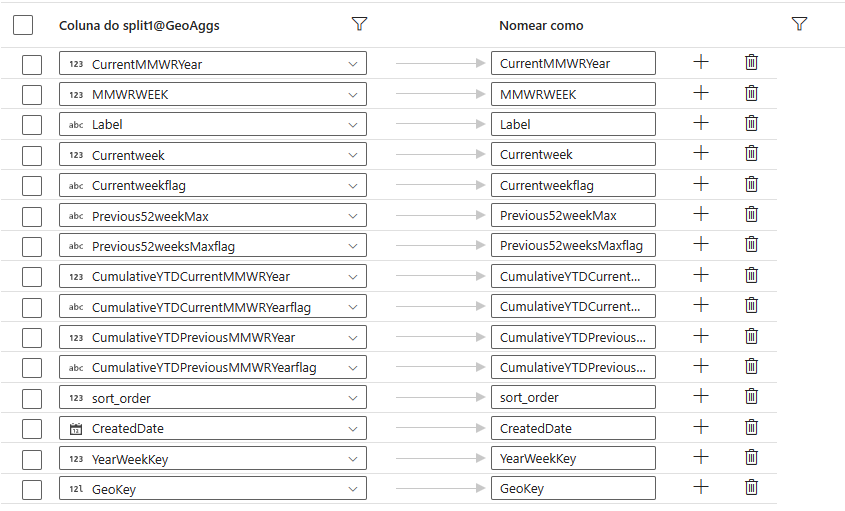 Coluna do split1@GeoAggs Nomear como
123 CurrentMMWRYear CurrentMMWRYear
123 MMWRWEEK MMWRWEEK
abc Label Label
123 Currentweek Currentweek
abc Currentweekflag Currentweekflag
123 Previous52weekMax Previous52weekMax
abc Previous52weeksMaxflag Previous52weeksMaxflag
123 CumulativeYTDCurrentMMWRYear CumulativeYTDCurrent...
abc CumulativeYTDCurrentMMWRYearflag CumulativeYTDCurrent...
123 CumulativeYTDPreviousMMWRYear CumulativeYTDPrevious...
abc CumulativeYTDPreviousMMWRYearflag CumulativeYTDPrevious...
123 sort_order sort_order
CreatedDate CreatedDate
123 YearWeekKey YearWeekKey
12l GeoKey GeoKey